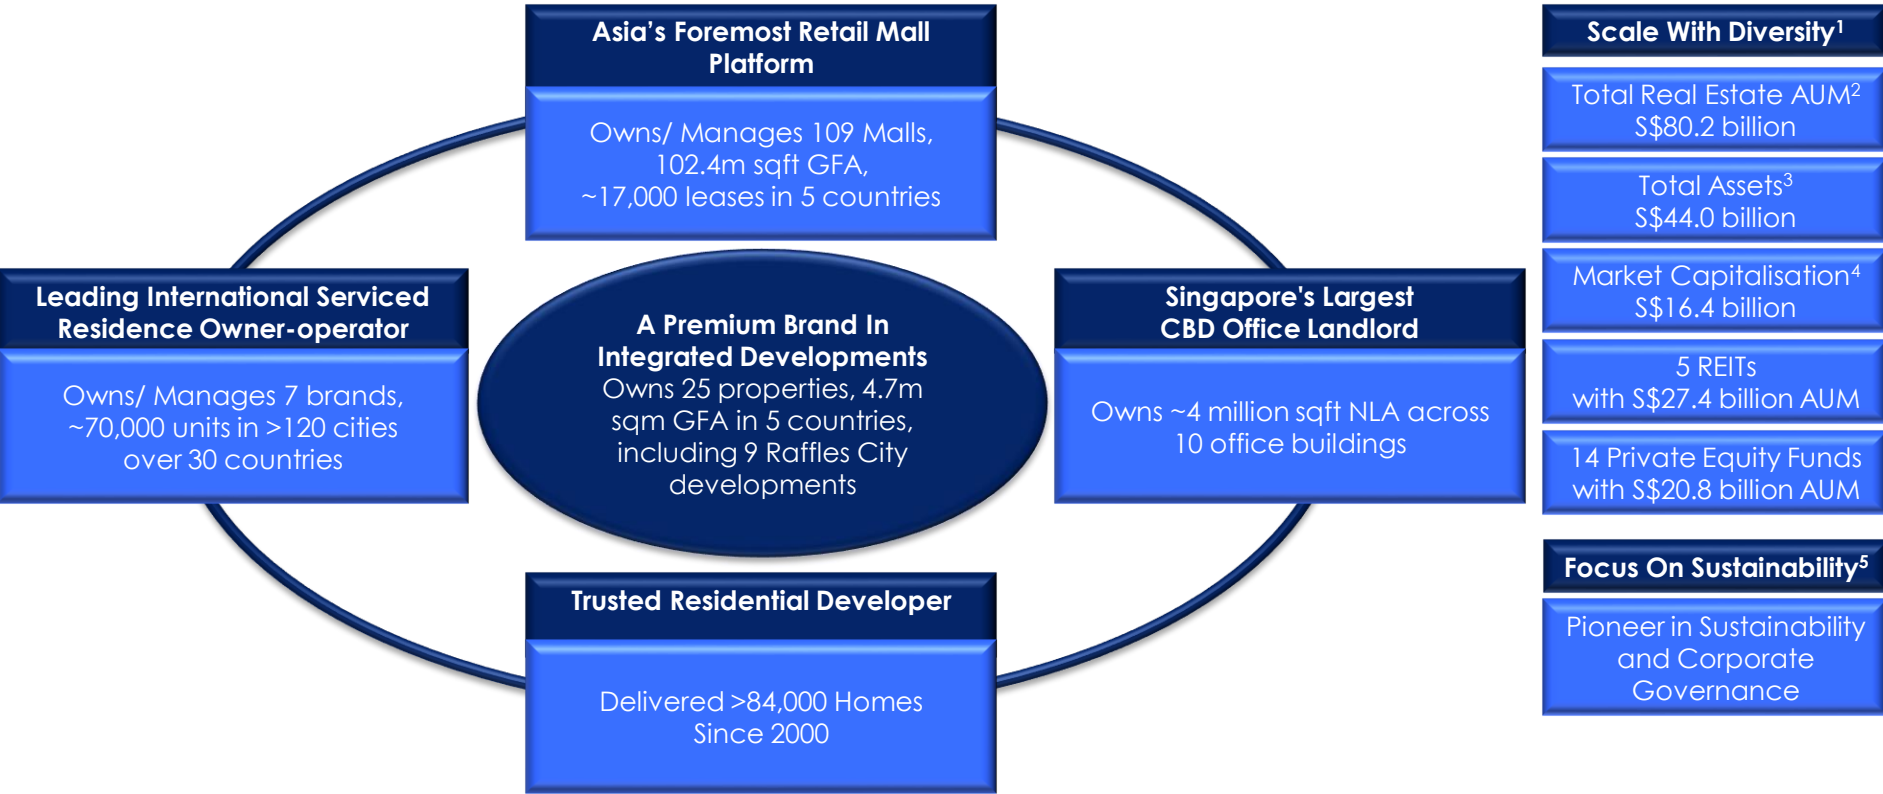 Asia’s Foremost Retail Mall
Platform
Owns/ Manages 109 Malls,
102.4m sqft GFA,
~17,000 leases in 5 countries
Leading International Serviced
Residence Owner-operator
Owns/ Manages 7 brands,
~70,000 units in >120 cities
over 30 countries
A Premium Brand In
Integrated Developments
Owns 25 properties, 4.7m
sqm GFA in 5 countries,
including 9 Raffles City
developments
Singapore's Largest
CBD Office Landlord
Owns ~4 million sqft NLA across
10 office buildings
Trusted Residential Developer
Delivered >84,000 Homes
Since 2000
Scale With Diversity¹
Total Real Estate AUM²
S$80.2 billion
Total Assets³
S$44.0 billion
Market Capitalisation⁴
S$16.4 billion
5 REITs
with S$27.4 billion AUM
14 Private Equity Funds
with S$20.8 billion AUM
Focus On Sustainability⁵
Pioneer in Sustainability
and Corporate
Governance